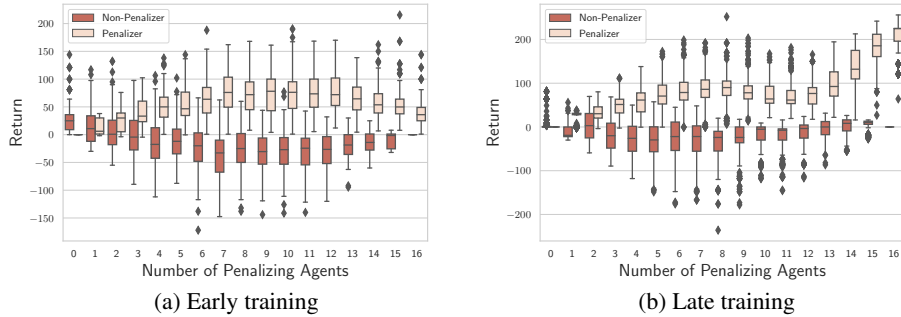 Non-Penalizer
Penalizer
200
150
100
50
0
−50
−100
−150
Return
0 1 2 3 4 5 6 7 8 9 10 11 12 13 14 15 16
Number of Penalizing Agents
(a) Early training
Non-Penalizer
Penalizer
200
100
0
−100
−200
Return
0 1 2 3 4 5 6 7 8 9 10 11 12 13 14 15 16
Number of Penalizing Agents
(b) Late training